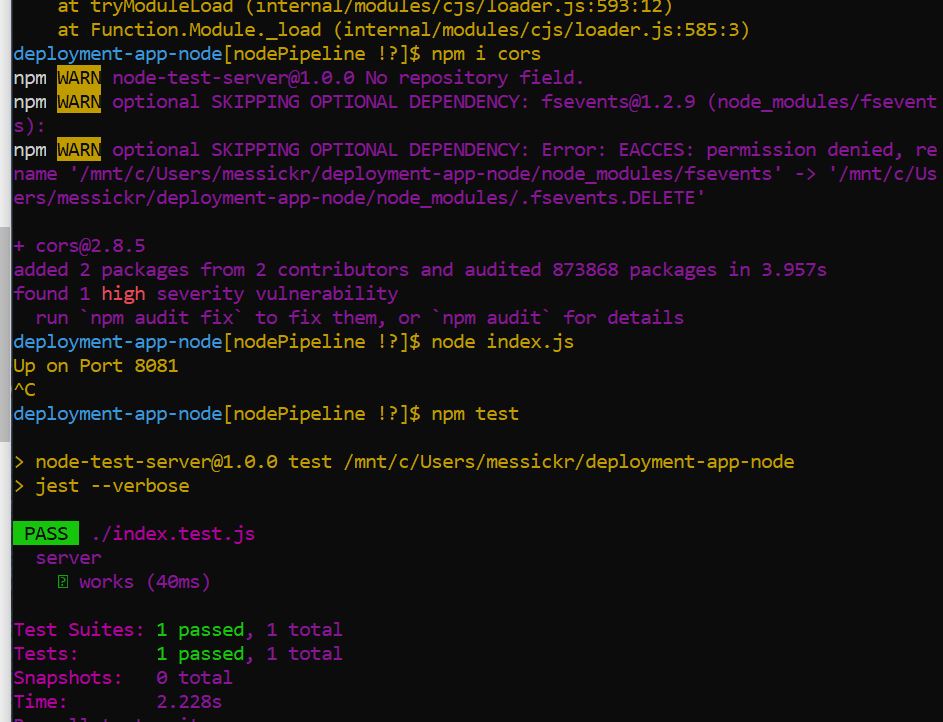 at tryModuleLoad (internal/modules/cjs/loader.js:593:12)
    at Function.Module._load (internal/modules/cjs/loader.js:585:3)
deployment-app-node[nodePipeline !?]$ npm i cors
npm WARN node-test-server@1.0.0 No repository field.
npm WARN optional SKIPPING OPTIONAL DEPENDENCY: fsevents@1.2.9 (node_modules/fsevent
s):
npm WARN optional SKIPPING OPTIONAL DEPENDENCY: Error: EACCES: permission denied, re
name '/mnt/c/Users/messickr/deployment-app-node/node_modules/fsevents' -> '/mnt/c/Us
ers/messickr/deployment-app-node/node_modules/.fsevents.DELETE'

+ cors@2.8.5
added 2 packages from 2 contributors and audited 873868 packages in 3.957s
found 1 high severity vulnerability
  run `npm audit fix` to fix them, or `npm audit` for details
deployment-app-node[nodePipeline !?]$ node index.js
Up on Port 8081
^C
deployment-app-node[nodePipeline !?]$ npm test

> node-test-server@1.0.0 test /mnt/c/Users/messickr/deployment-app-node
> jest --verbose

PASS ./index.test.js
  server
    works (40ms)

Test Suites: 1 passed, 1 total
Tests:       1 passed, 1 total
Snapshots:   0 total
Time:        2.228s